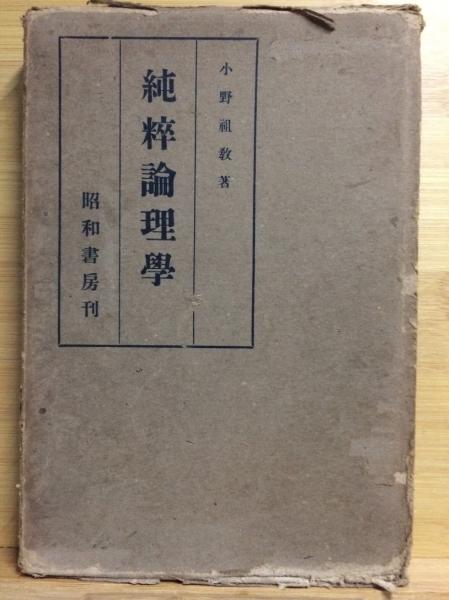 小野祖教著
純粹論理學
昭和書房刊